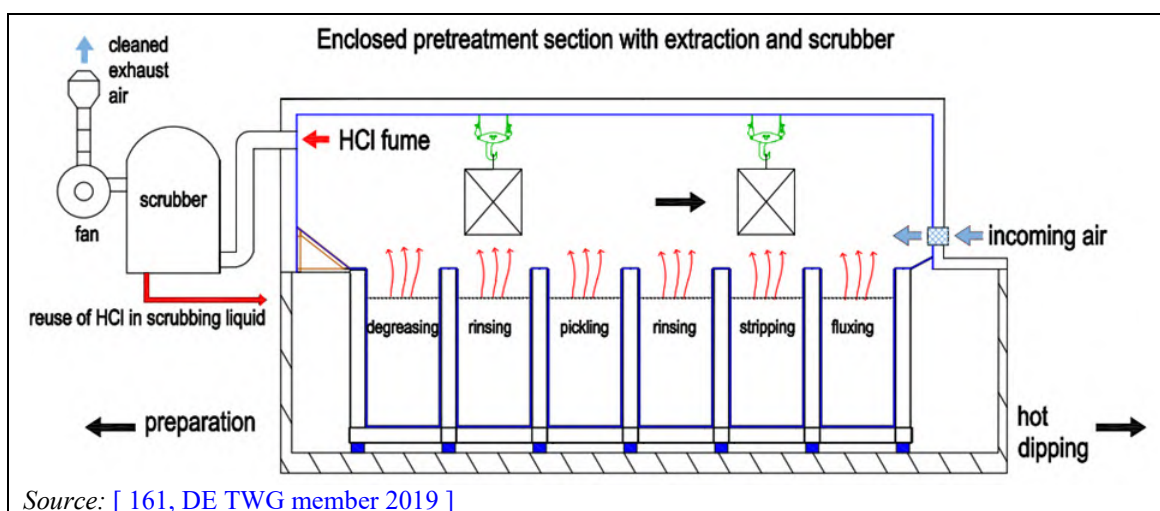 Enclosed pretreatment section with extraction and scrubber
cleaned
exhaust
air
HCl fume
scrubber
fan
incoming air
reuse of HCl in scrubbing liquid
degreasing
rinsing
pickling
rinsing
stripping
fluxing
preparation
hot
dipping
Source: [ 161, DE TWG member 2019 ]